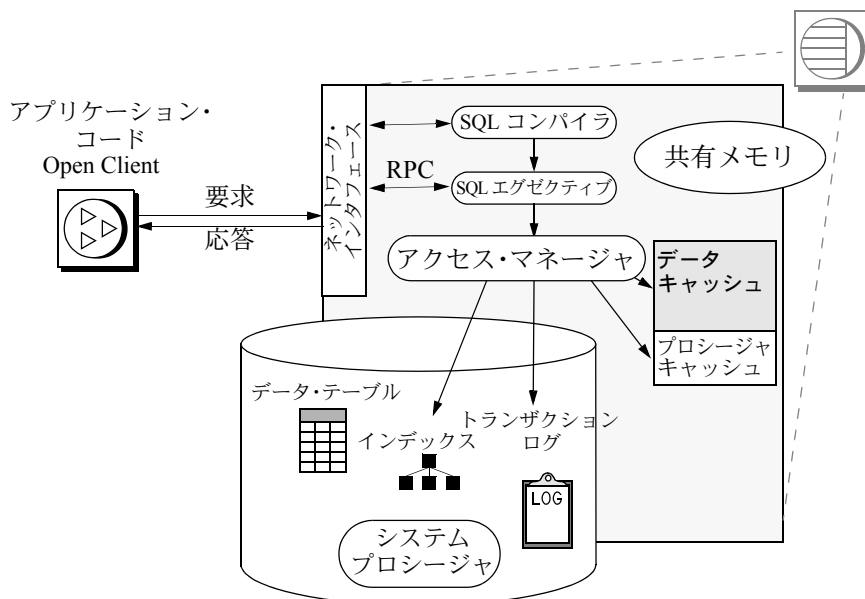 アプリケーション・
コード
Open Client
要求
応答
ネットワーク・
インタフェース
SQL コンパイラ
RPC
SQL エグゼクティブ
共有メモリ
アクセス・マネージャ
データ
キャッシュ
プロシージャ
キャッシュ
データ・テーブル
インデックス
トランザクション
ログ
LOG
システム
プロシージャ